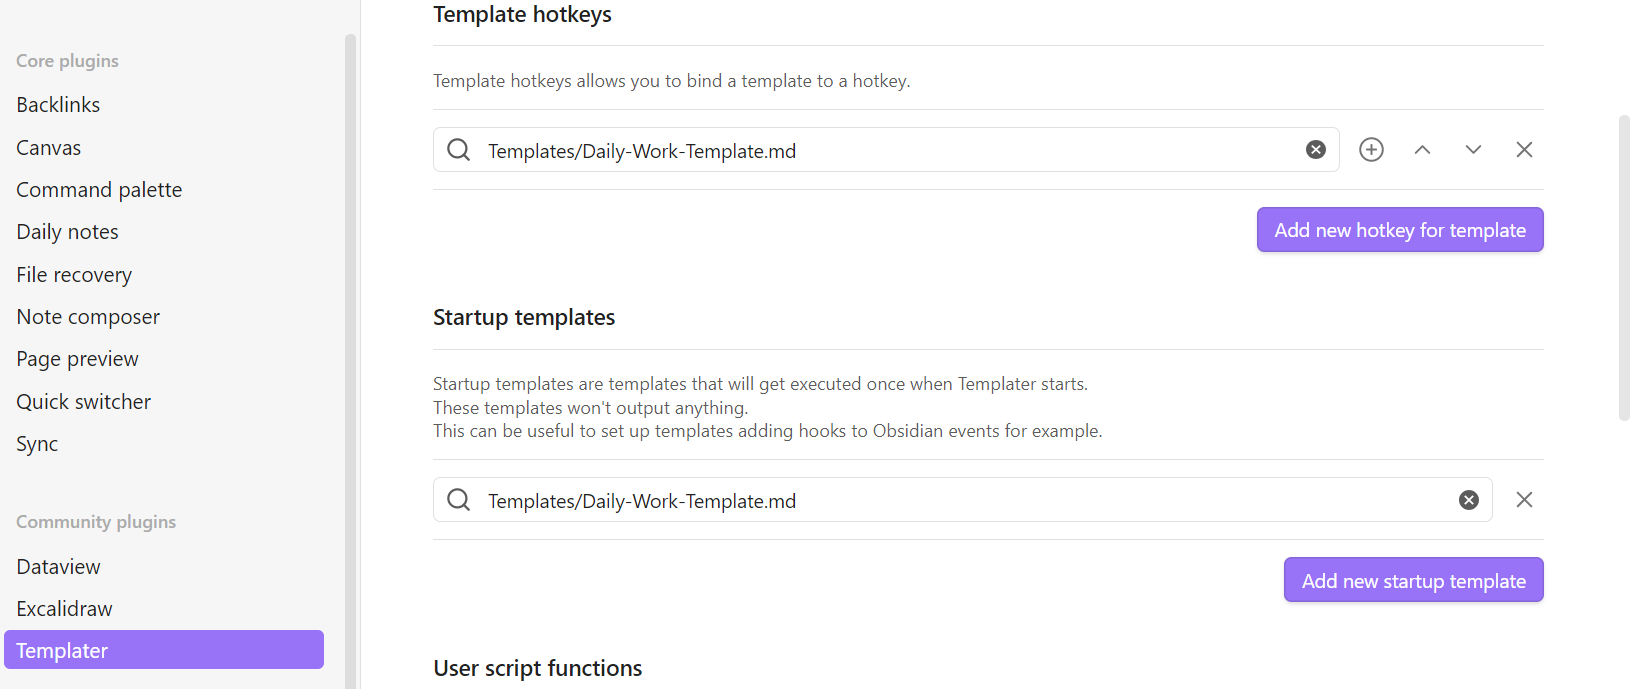 Core plugins
Backlinks
Canvas
Command palette
Daily notes
File recovery
Note composer
Page preview
Quick switcher
Sync
Community plugins
Dataview
Excalidraw
Templater
Template hotkeys
Template hotkeys allows you to bind a template to a hotkey.
Templates/Daily-Work-Template.md
Add new hotkey for template
Startup templates
Startup templates are templates that will get executed once when Templater starts.
These templates won't output anything.
This can be useful to set up templates adding hooks to Obsidian events for example.
Templates/Daily-Work-Template.md
Add new startup template
User script functions